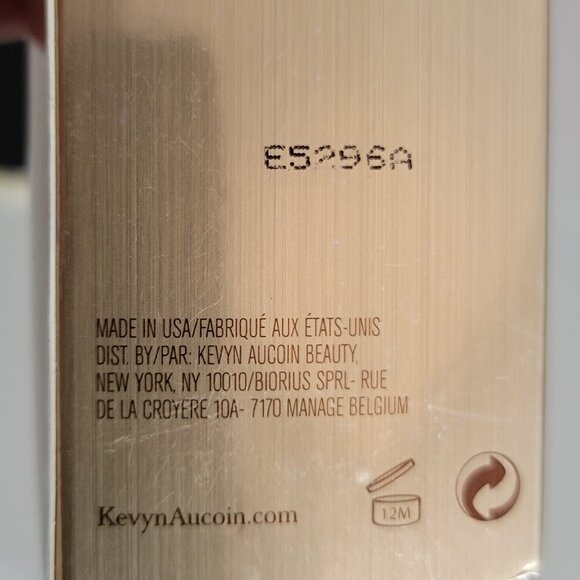 E5296A
MADE IN USA/FABRIQUÉ AUX ÉTATS-UNIS
DIST. BY/PAR: KEVYN AUCOIN BEAUTY,
NEW YORK, NY 10010/BIORIUS SPRL- RUE
DE LA CROYERE 10A- 7170 MANAGE BELGIUM
KevynAucoin.com
12M